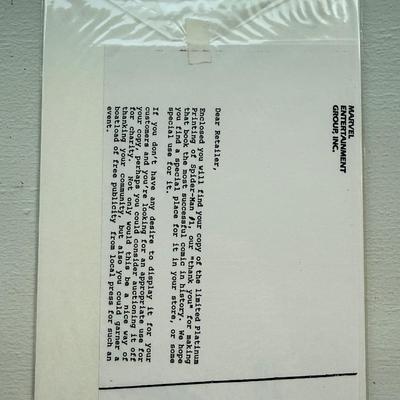 MARVEL
ENTERTAINMENT
GROUP, INC.
Dear Retailer,
Enclosed you will find your copy of the limited Platinum
Printing of Spider-Man #1, our "thank you" for making
that book the most successful comic in history. We hope
you find a special place for it in your store, or some
special use for it.
If you don't have any desire to display it for your
customers and you're looking for an appropriate use for
your copy, perhaps you could consider auctioning it off
for charity. Not only would this be a nice way of
thanking your community, but also you could garner a
boatload of free publicity from local press for such an
event.